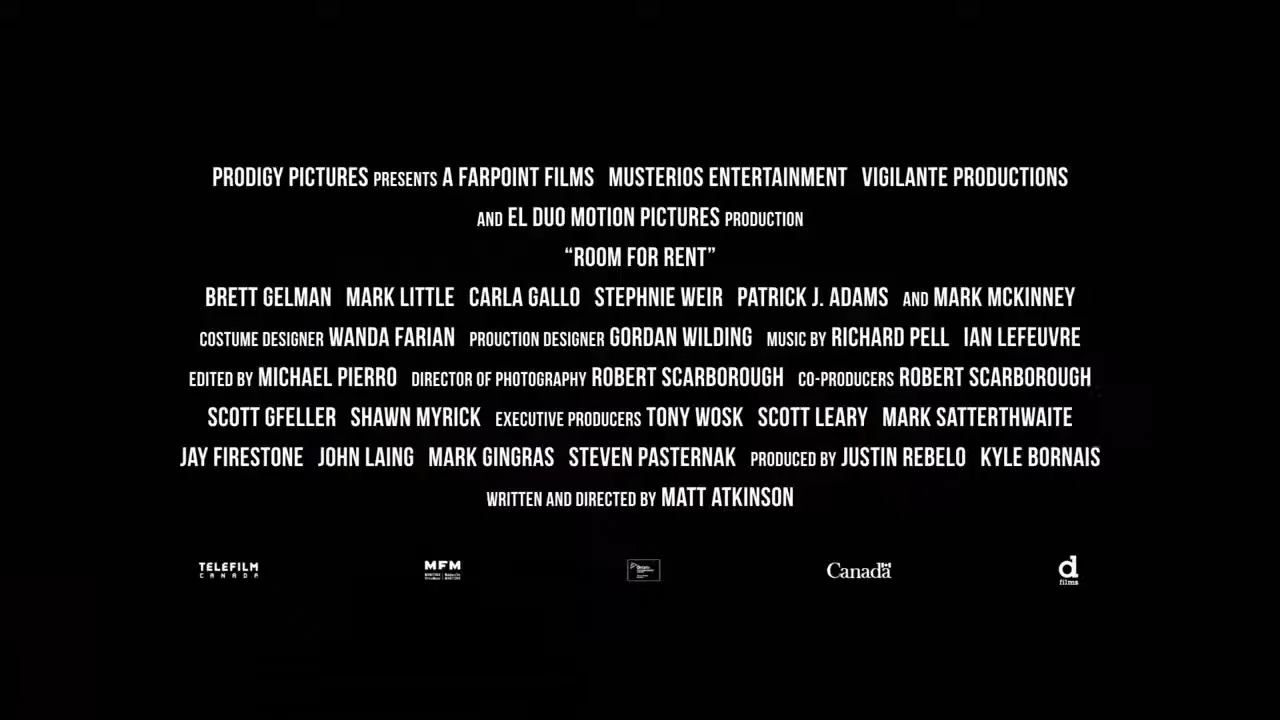 PRODIGY PICTURES PRESENTS A FARPOINT FILMS MUSTERIOS ENTERTAINMENT VIGILANTE PRODUCTIONS
AND EL DUO MOTION PICTURES PRODUCTION
“ROOM FOR RENT”
BRETT GELMAN MARK LITTLE CARLA GALLO STEPHNIE WEIR PATRICK J. ADAMS AND MARK MCKINNEY
COSTUME DESIGNER WANDA FARIAN PROUCTION DESIGNER GORDAN WILDING MUSIC BY RICHARD PELL IAN LEFEUVRE
EDITED BY MICHAEL PIERRO DIRECTOR OF PHOTOGRAPHY ROBERT SCARBOROUGH CO-PRODUCERS ROBERT SCARBOROUGH
SCOTT GFELLER SHAWN MYRICK EXECUTIVE PRODUCERS TONY WOSK SCOTT LEARY MARK SATTERTHWAITE
JAY FIRESTONE JOHN LAING MARK GINGRAS STEVEN PASTERNAK PRODUCED BY JUSTIN REBELO KYLE BORNAIS
WRITTEN AND DIRECTED BY MATT ATKINSON
TELEFILM
CANADA
MFM
Canada
d
films